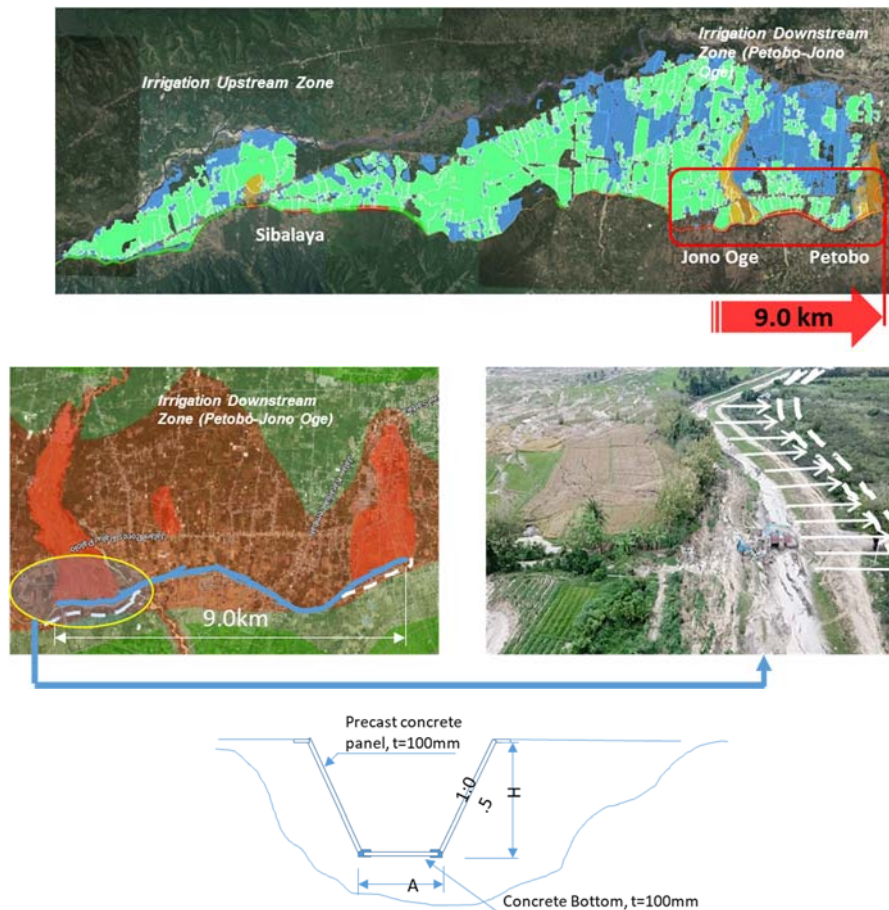 Irrigation Upstream Zone
Irrigation Downstream
Zone (Petobo-Jono
Oge)
Sibalaya
Jono Oge
Petobo
9.0 km
Irrigation Downstream
Zone (Petobo-Jono Oge)
9.0km
Precast concrete
panel, t=100mm
1:0
.5
H
A
Concrete Bottom, t=100mm